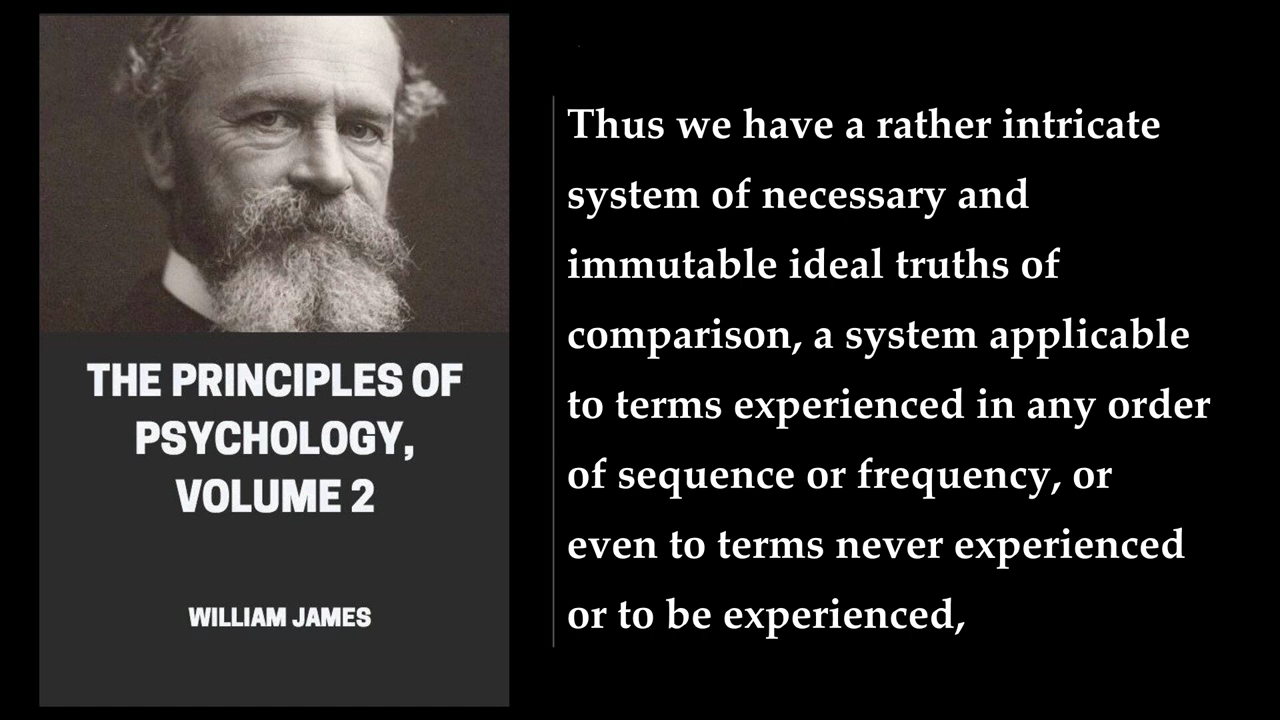 THE PRINCIPLES OF
PSYCHOLOGY,
VOLUME 2
WILLIAM JAMES
Thus we have a rather intricate
system of necessary and
immutable ideal truths of
comparison, a system applicable
to terms experienced in any order
of sequence or frequency, or
even to terms never experienced
or to be experienced,